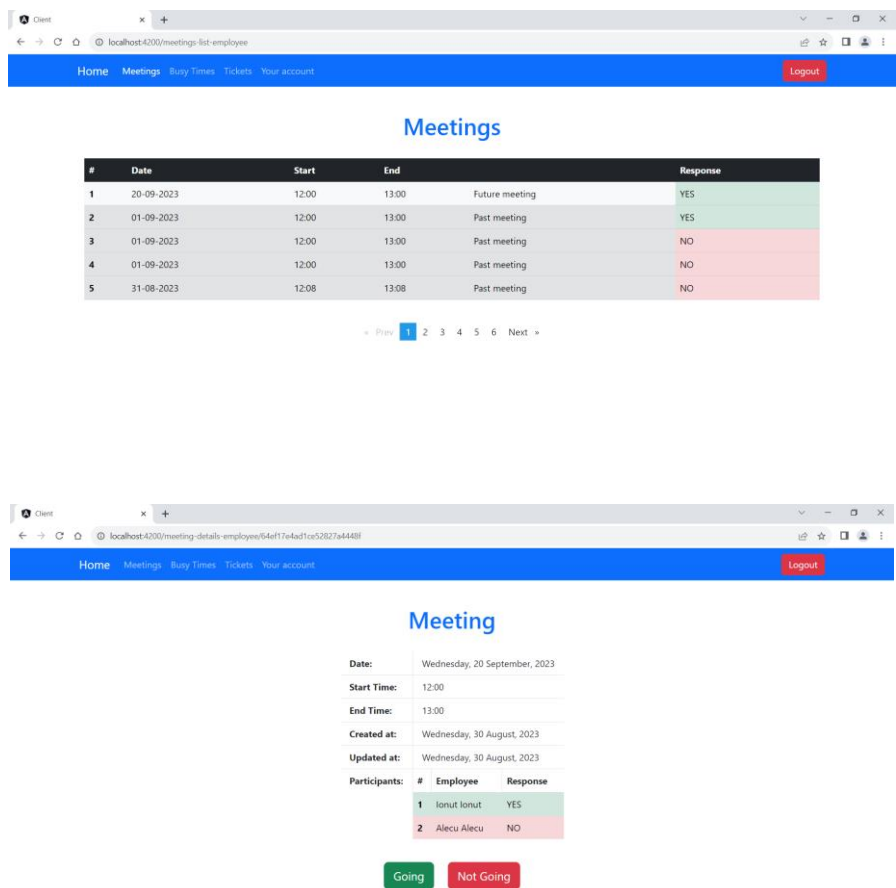 Client
localhost:4200/meetings-list-employee
Home Meetings Busy Times Tickets Your account Logout
Meetings
# Date Start End Response
1 20-09-2023 12:00 13:00 Future meeting YES
2 01-09-2023 12:00 13:00 Past meeting YES
3 01-09-2023 12:00 13:00 Past meeting NO
4 01-09-2023 12:00 13:00 Past meeting NO
5 31-08-2023 12:08 13:08 Past meeting NO
« Prev 1 2 3 4 5 6 Next »
Client
localhost:4200/meeting-details-employee/64ef17e4ad1ce52827a4448f
Home Meetings Busy Times Tickets Your account Logout
Meeting
Date: Wednesday, 20 September, 2023
Start Time: 12:00
End Time: 13:00
Created at: Wednesday, 30 August, 2023
Updated at: Wednesday, 30 August, 2023
Participants: # Employee Response
1 Ionut Ionut YES
2 Alecu Alecu NO
Going Not Going